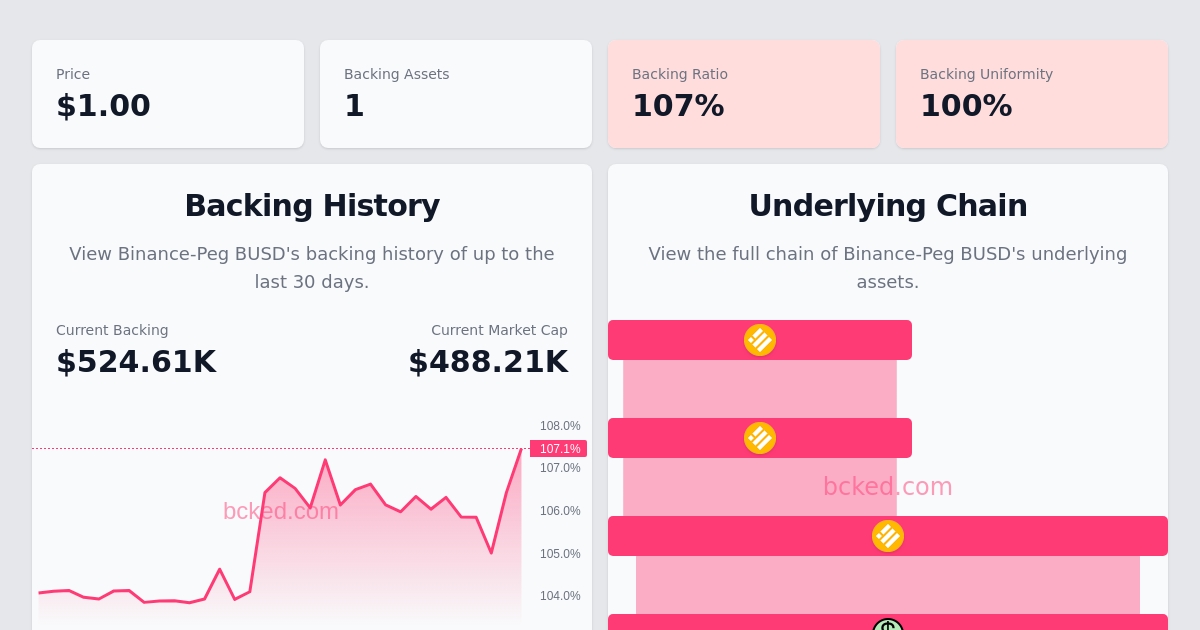 Price
$1.00
Backing Assets
1
Backing Ratio
107%
Backing Uniformity
100%
Backing History
View Binance-Peg BUSD's backing history of up to the
last 30 days.
Current Backing
$524.61K
Current Market Cap
$488.21K
108.0%
107.1%
107.0%
106.0%
105.0%
104.0%
bcked.com
Underlying Chain
View the full chain of Binance-Peg BUSD's underlying
assets.
bcked.com
$